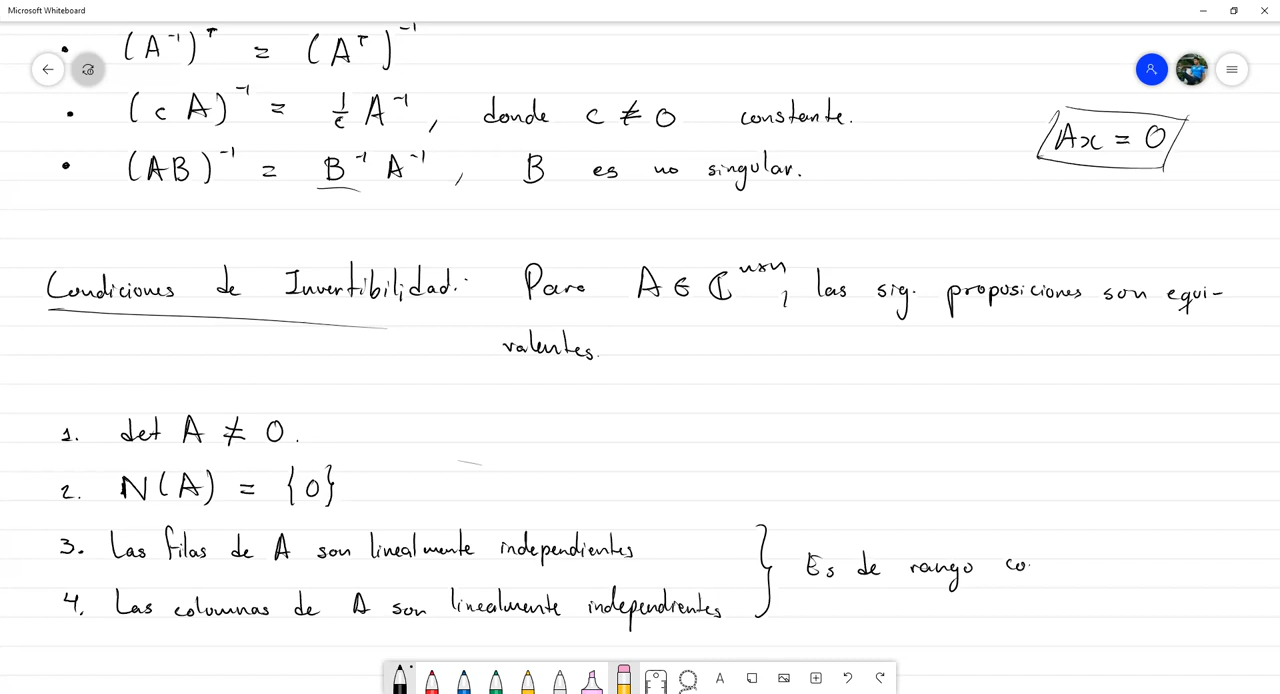 Microsoft Whiteboard
• (A⁻¹)ᵀ = (Aᵀ)⁻¹
• (cA)⁻¹ = 1/c A⁻¹, donde c ≠ 0 constante.
Ax = 0
• (AB)⁻¹ = B⁻¹ A⁻¹, B es no singular.
Condiciones de Invertibilidad: Para A ∈ ℂⁿˣⁿ, las sig. proposiciones son equi-
valentes.
1. det A ≠ 0.
2. N(A) = {0}
3. Las filas de A son linealmente independientes
4. Las columnas de A son linealmente independientes
Es de rango co